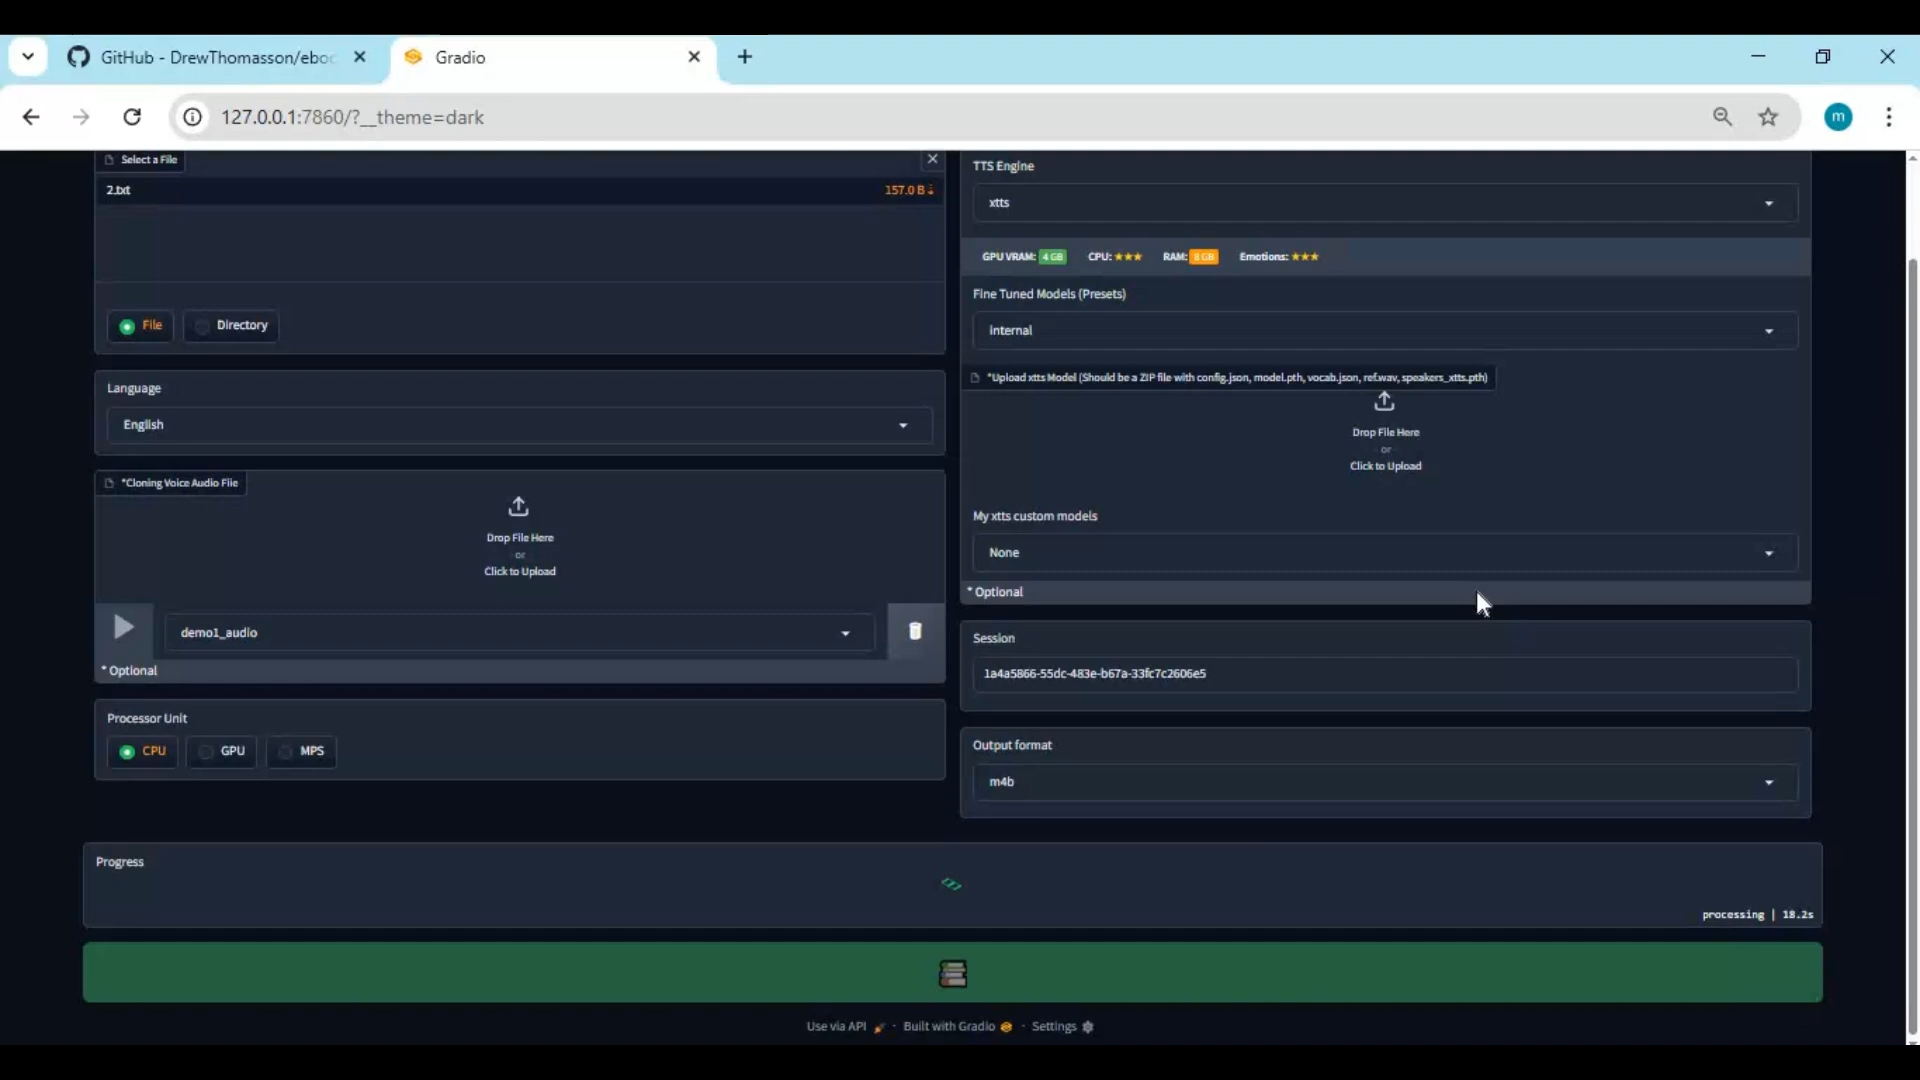 GitHub - DrewThomasson/eboo
Gradio
127.0.0.1:7860/?__theme=dark
m
Select a File
2.txt
157.0 B ⇣
File
Directory
Language
English
*Cloning Voice Audio File
Drop File Here
or
Click to Upload
demo1_audio
* Optional
Processor Unit
CPU
GPU
MPS
TTS Engine
xtts
GPU VRAM: 4 GB CPU: ★★★ RAM: 8 GB Emotions: ★★★
Fine Tuned Models (Presets)
internal
*Upload xtts Model (Should be a ZIP file with config.json, model.pth, vocab.json, ref.wav, speakers_xtts.pth)
Drop File Here
or
Click to Upload
My xtts custom models
None
* Optional
Session
1a4a5866-55dc-483e-b67a-33fc7c2606e5
Output format
m4b
Progress
processing | 18.2s
Use via API · Built with Gradio · Settings